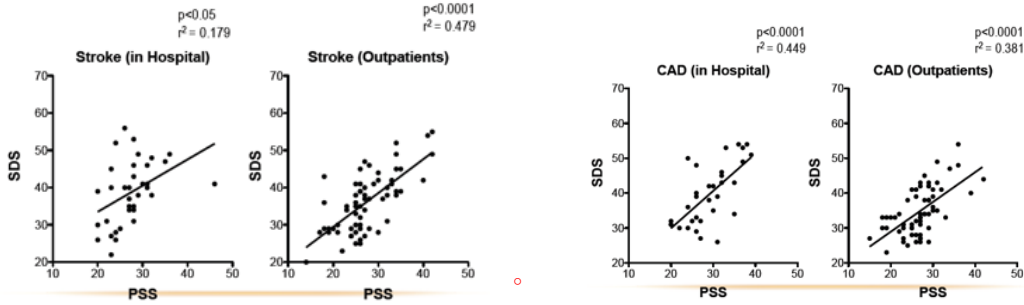 p<0.05
r² = 0.179
Stroke (in Hospital)
SDS
70
60
50
40
30
20
10
20
30
40
50
PSS
p<0.0001
r² = 0.479
Stroke (Outpatients)
70
60
50
40
30
20
10
20
30
40
50
PSS
p<0.0001
r² = 0.449
CAD (in Hospital)
SDS
70
60
50
40
30
20
10
20
30
40
50
PSS
p<0.0001
r² = 0.381
CAD (Outpatients)
SDS
70
60
50
40
30
20
10
20
30
40
50
PSS